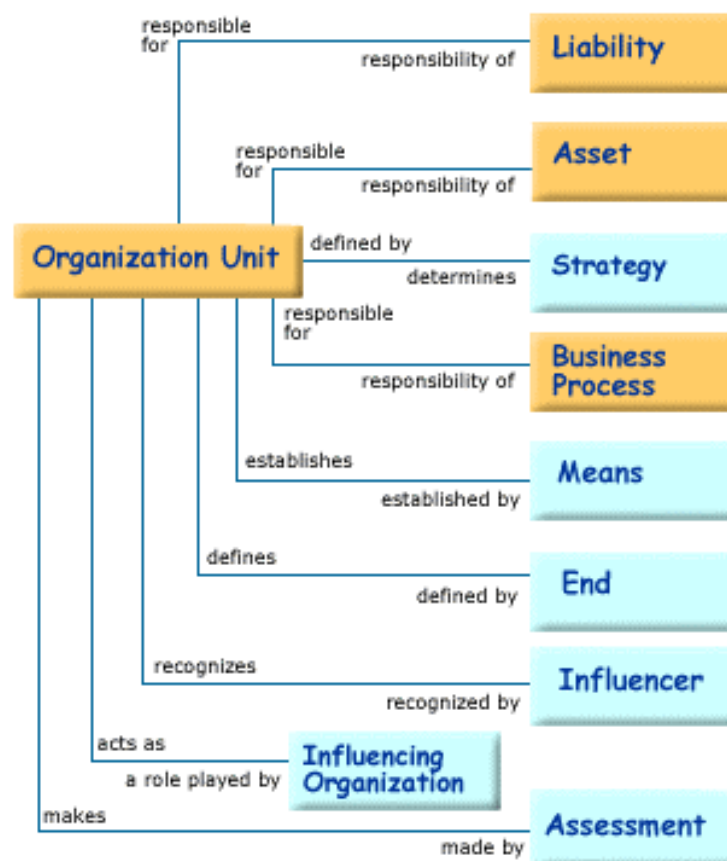 responsible
for
responsibility of
Liability
responsible
for
responsibility of
Asset
Organization Unit
defined by
determines
Strategy
responsible
for
responsibility of
Business
Process
establishes
established by
Means
defines
defined by
End
recognizes
recognized by
Influencer
acts as
a role played by
Influencing
Organization
makes
made by
Assessment